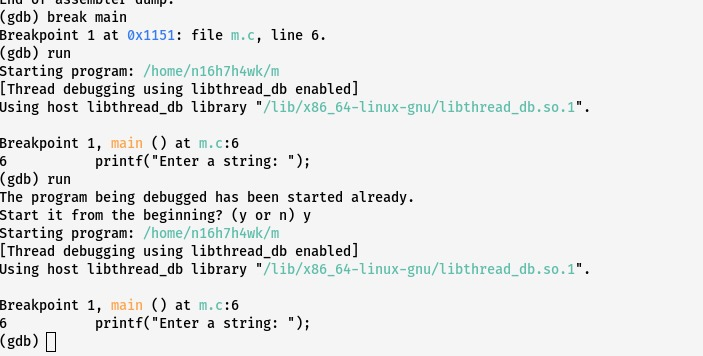 End of assembler dump.
(gdb) break main
Breakpoint 1 at 0x1151: file m.c, line 6.
(gdb) run
Starting program: /home/n16h7h4wk/m
[Thread debugging using libthread_db enabled]
Using host libthread_db library "/lib/x86_64-linux-gnu/libthread_db.so.1".
Breakpoint 1, main () at m.c:6
6          printf("Enter a string: ");
(gdb) run
The program being debugged has been started already.
Start it from the beginning? (y or n) y
Starting program: /home/n16h7h4wk/m
[Thread debugging using libthread_db enabled]
Using host libthread_db library "/lib/x86_64-linux-gnu/libthread_db.so.1".
Breakpoint 1, main () at m.c:6
6          printf("Enter a string: ");
(gdb)